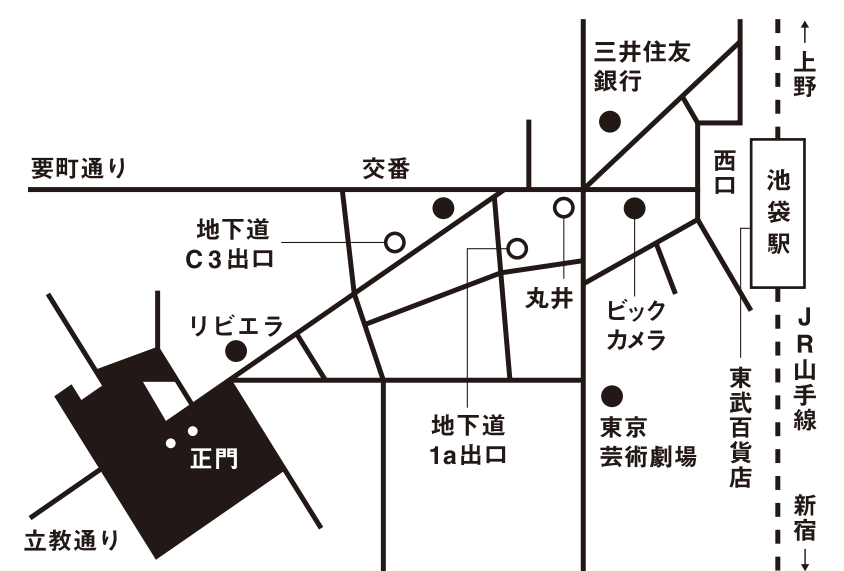 三井住友
銀行
↑
上野
要町通り
交番
西口
池袋駅
地下道
C3出口
丸井
ビック
カメラ
リビエラ
JR山手線
東武百貨店
東京
芸術劇場
地下道
1a出口
正門
立教通り
新宿
↓